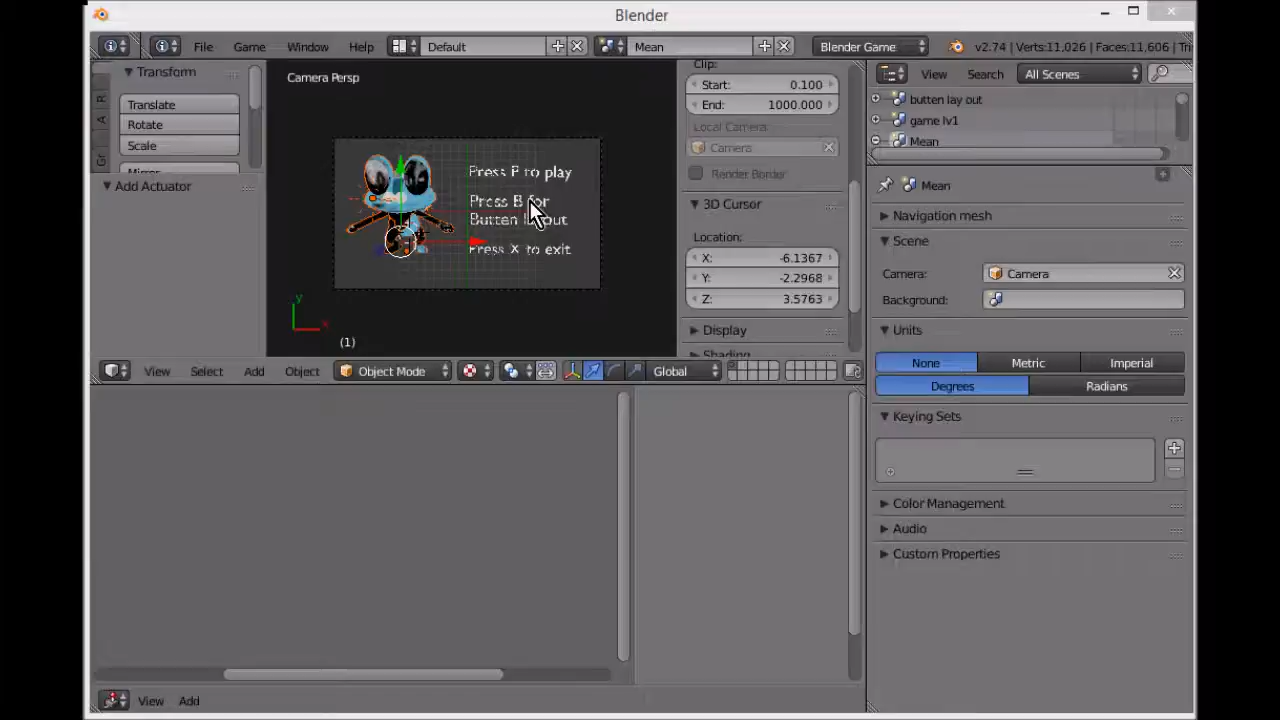 Blender
File Game Window Help Default Mean Blender Game v2.74 | Verts:11,026 | Faces:11,606 | Tri
Transform
Translate
Rotate
Scale
Add Actuator
R
A
Gr
Camera Persp
Press P to play
Press B for
Butten layout
Press X to exit
y
x
(1)
Clip:
Start: 0.100
End: 1000.000
Local Camera
Camera
Render Border
3D Cursor
Location:
X: -6.1367
Y: -2.2968
Z: 3.5763
Display
Shading
View Select Add Object Object Mode Global
View Search All Scenes
butten lay out
game lv1
Mean
Mean
Navigation mesh
Scene
Camera: Camera
Background:
Units
None Metric Imperial
Degrees Radians
Keying Sets
Color Management
Audio
Custom Properties
View Add